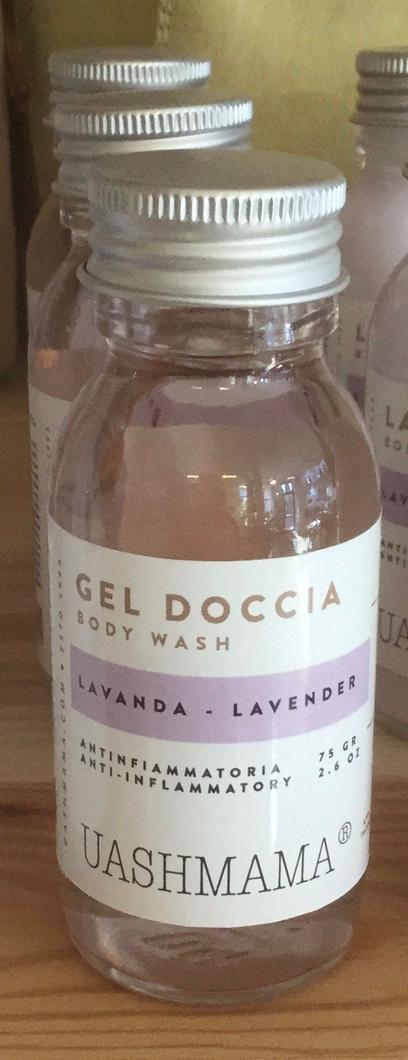 GEL DOCCIA
BODY WASH
LAVANDA - LAVENDER
ANTINFIAMMATORIA
ANTI-INFLAMMATORY
75 GR
2.6 OZ
UASHMAMA®